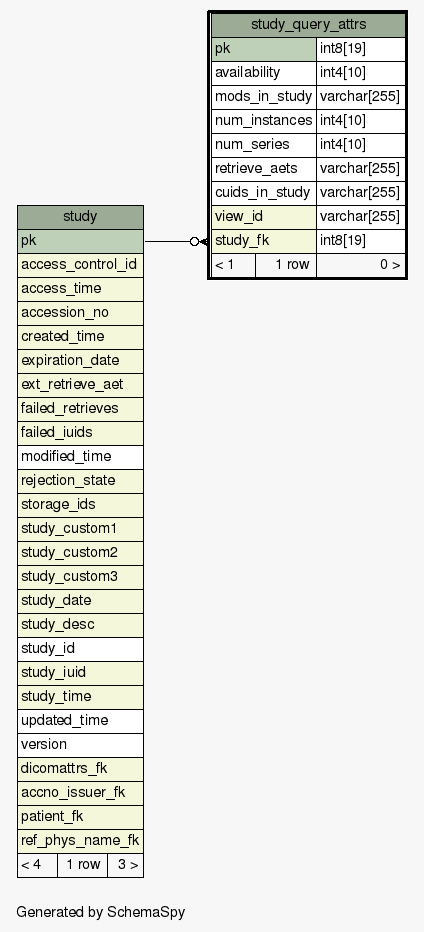 study_query_attrs
pk int8[19]
availability int4[10]
mods_in_study varchar[255]
num_instances int4[10]
num_series int4[10]
retrieve_aets varchar[255]
cuids_in_study varchar[255]
view_id varchar[255]
study_fk int8[19]
< 1 1 row 0 >
study
pk
access_control_id
access_time
accession_no
created_time
expiration_date
ext_retrieve_aet
failed_retrieves
failed_iuids
modified_time
rejection_state
storage_ids
study_custom1
study_custom2
study_custom3
study_date
study_desc
study_id
study_iuid
study_time
updated_time
version
dicomattrs_fk
accno_issuer_fk
patient_fk
ref_phys_name_fk
< 4 1 row 3 >
Generated by SchemaSpy